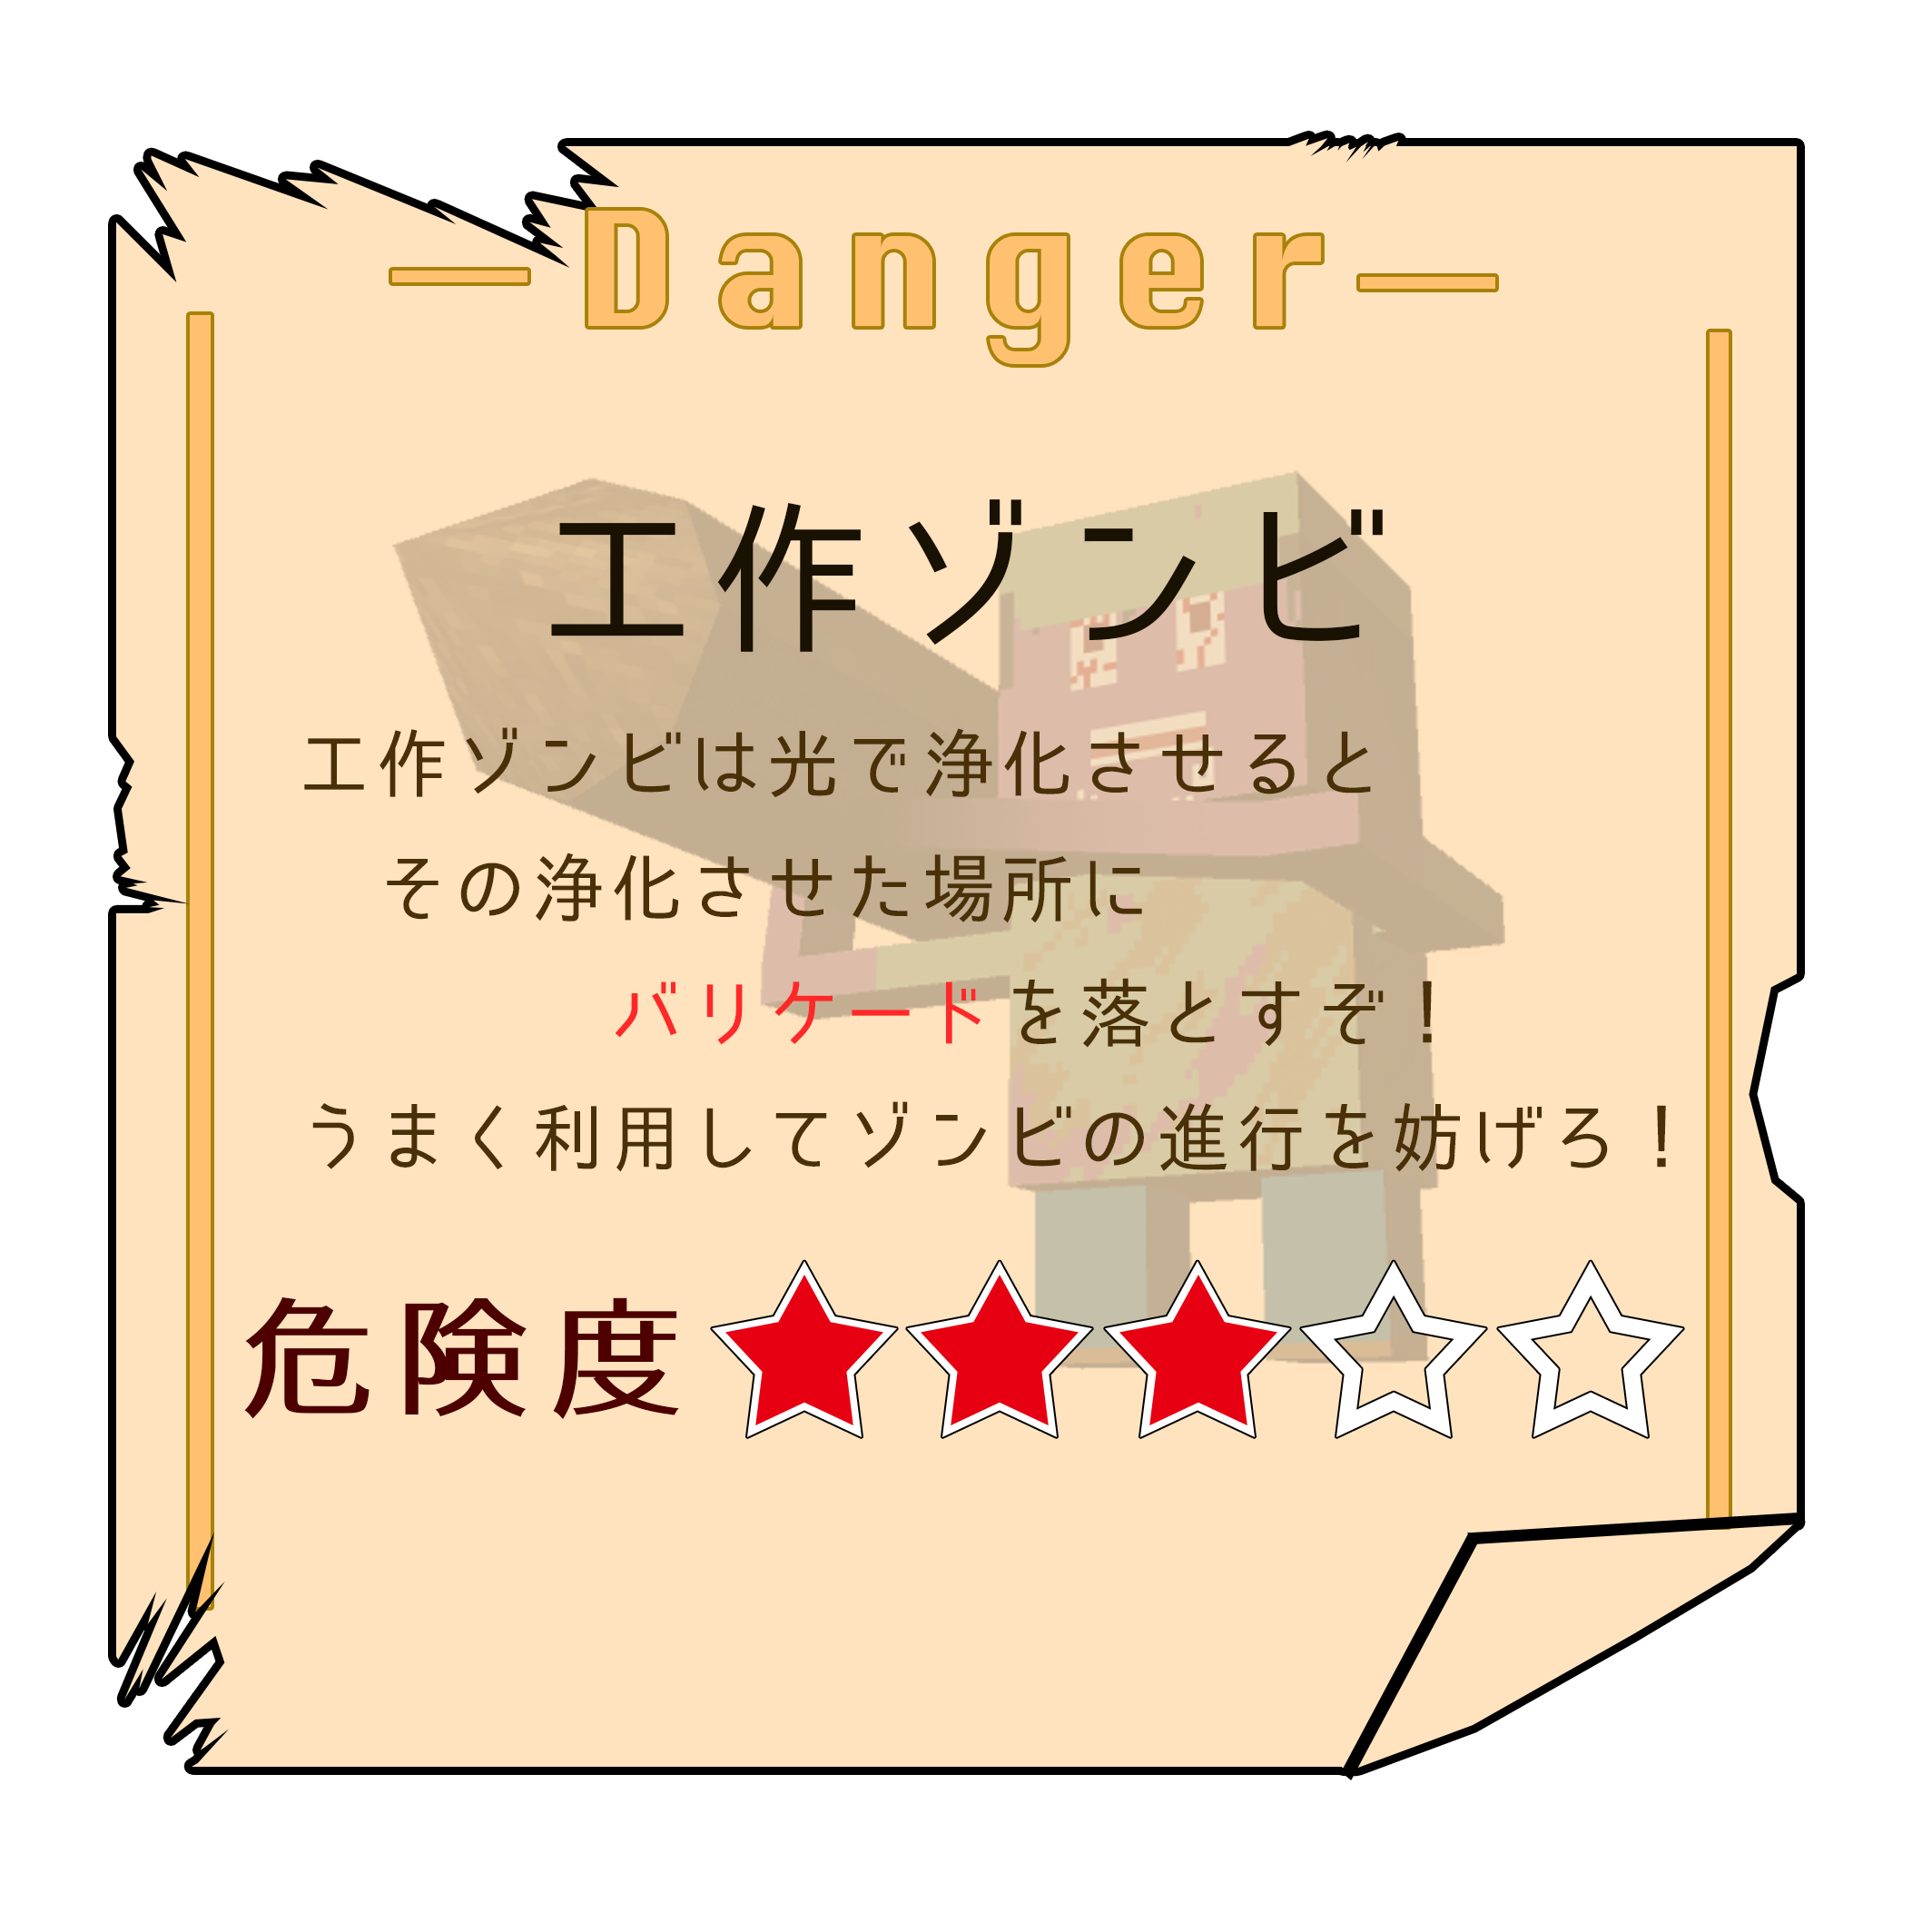 —Danger—
工作ゾンビ
工作ゾンビは光で浄化させると
その浄化させた場所に
バリケードを落とすぞ！
うまく利用してゾンビの進行を妨げろ！
危険度